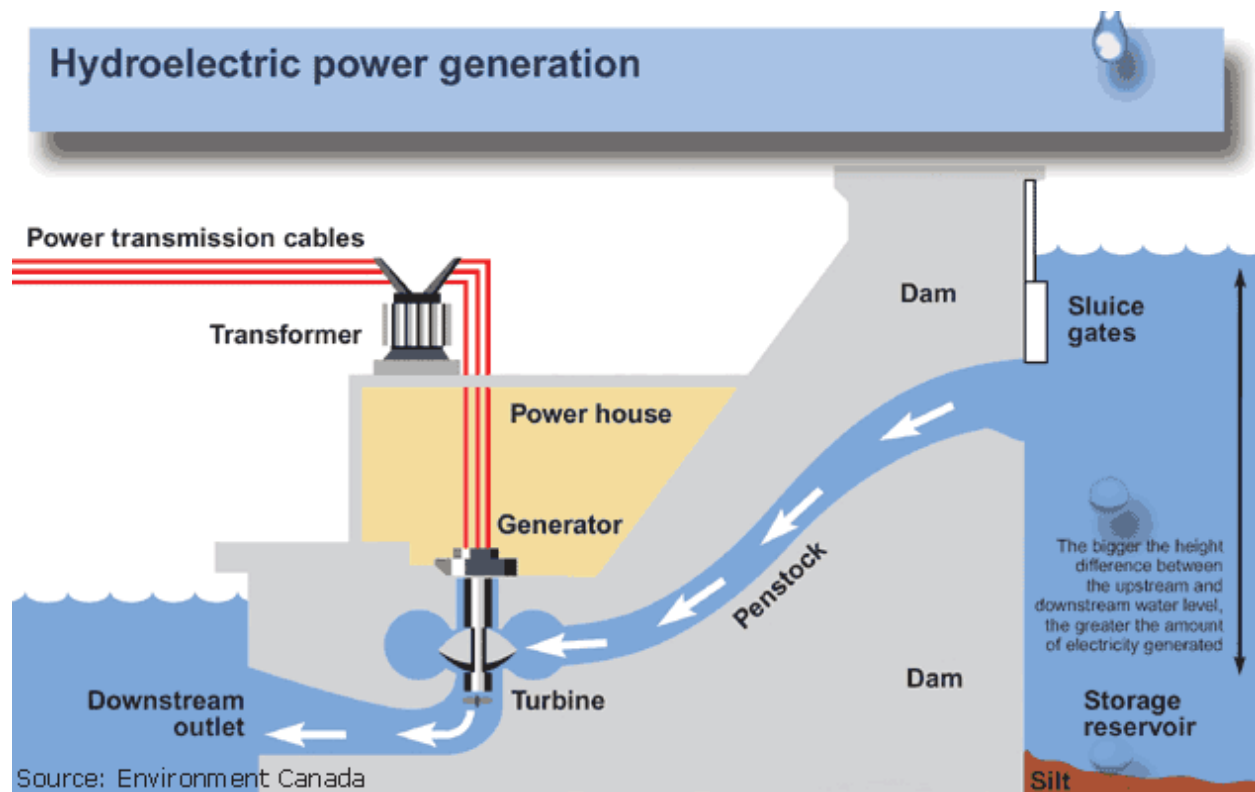 Hydroelectric power generation
Power transmission cables
Transformer
Dam
Sluice
gates
Power house
Generator
Penstock
The bigger the height
difference between
the upstream and
downstream water level,
the greater the amount
of electricity generated
Turbine
Dam
Downstream
outlet
Storage
reservoir
Source: Environment Canada
Silt